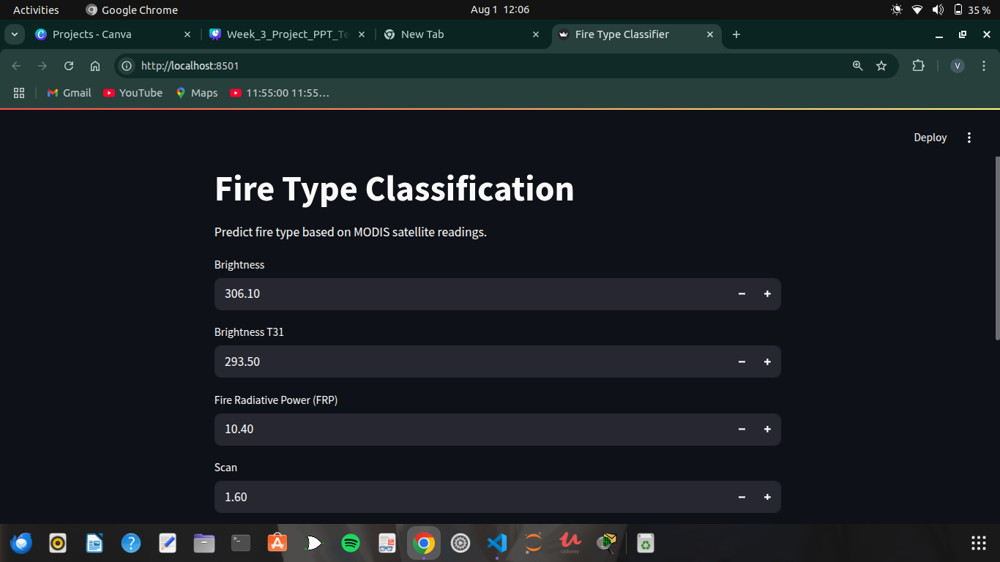 Activities
Google Chrome
Aug 1 12:06
35 %
Projects - Canva
Week_3_Project_PPT_Te
New Tab
Fire Type Classifier
http://localhost:8501
V
Gmail
YouTube
Maps
11:55:00 11:55…
Deploy
Fire Type Classification
Predict fire type based on MODIS satellite readings.
Brightness
306.10
Brightness T31
293.50
Fire Radiative Power (FRP)
10.40
Scan
1.60
Udemy